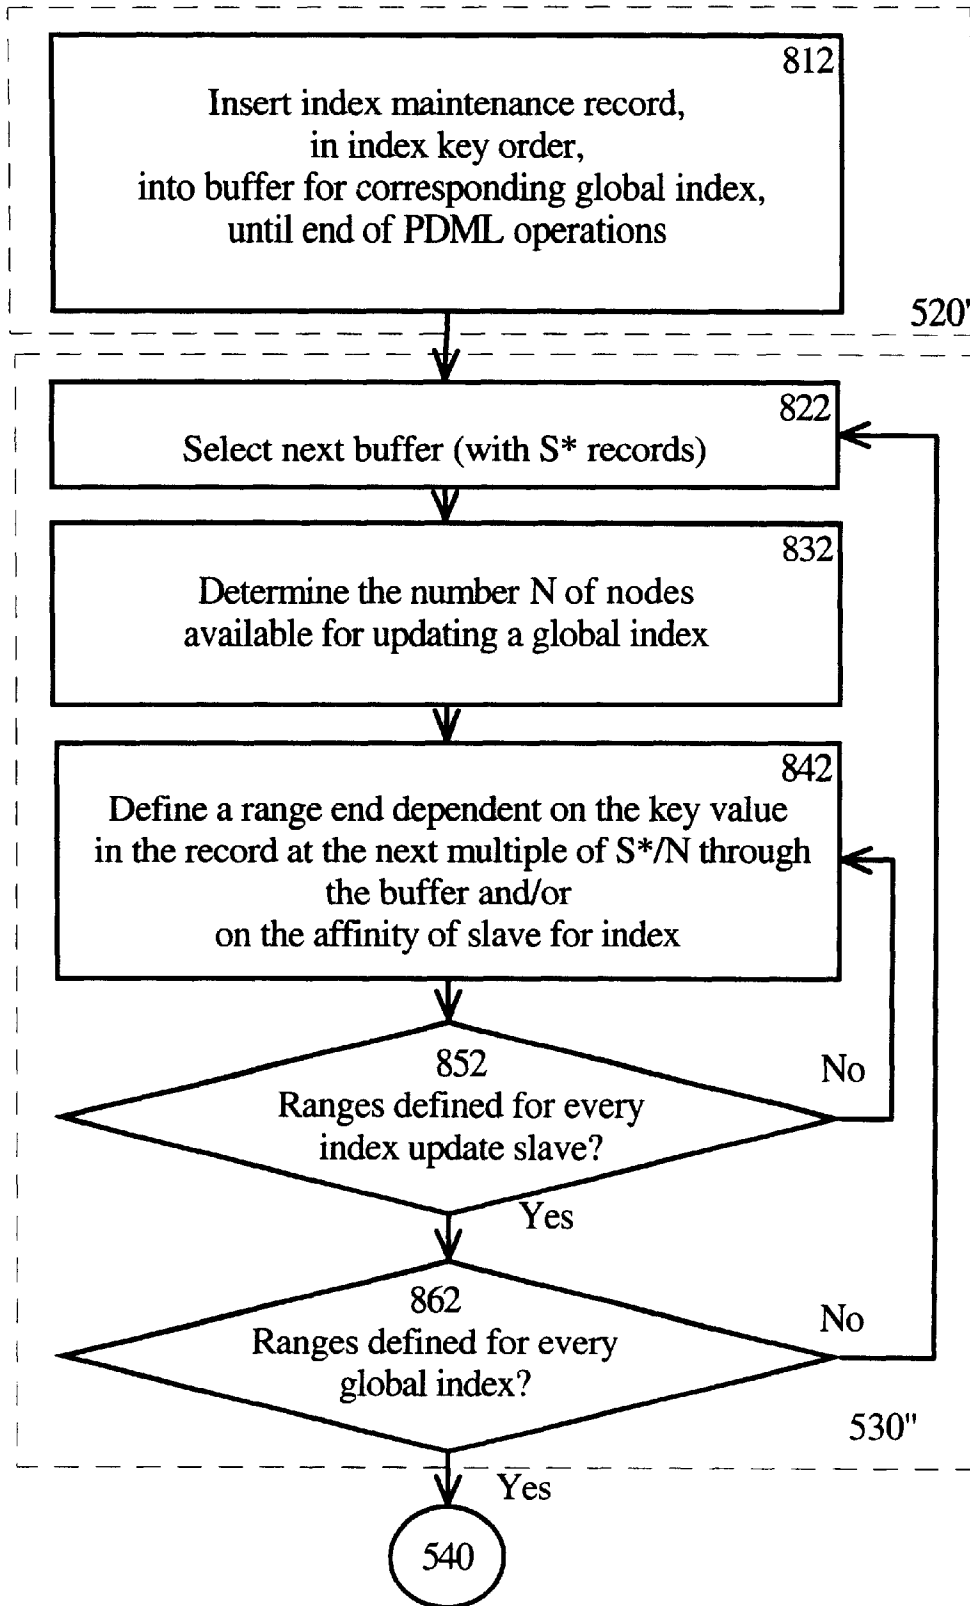 812
Insert index maintenance record,
in index key order,
into buffer for corresponding global index,
until end of PDML operations
520"
822
Select next buffer (with S* records)
832
Determine the number N of nodes
available for updating a global index
842
Define a range end dependent on the key value
in the record at the next multiple of S*/N through
the buffer and/or
on the affinity of slave for index
852
Ranges defined for every
index update slave?
No
Yes
862
Ranges defined for every
global index?
No
530"
Yes
540